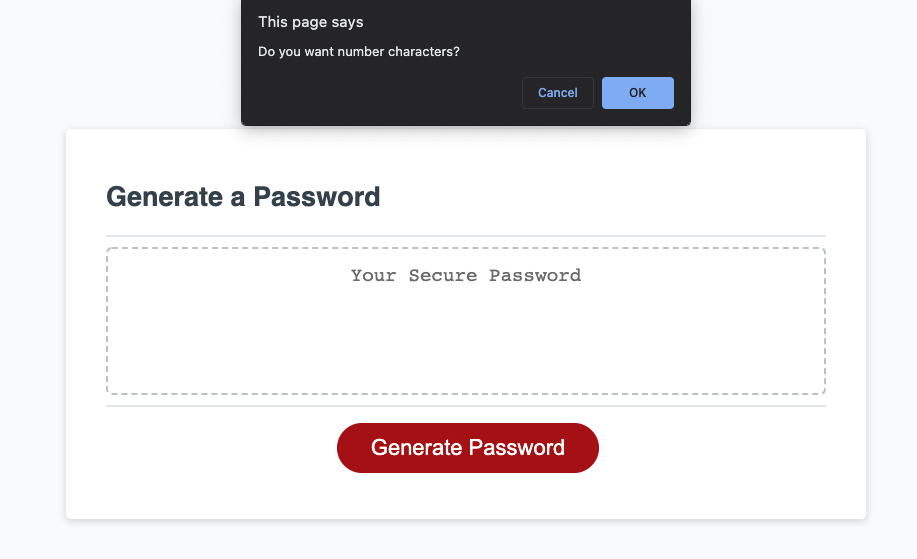 This page says
Do you want number characters?
Cancel OK
Generate a Password
Your Secure Password
Generate Password